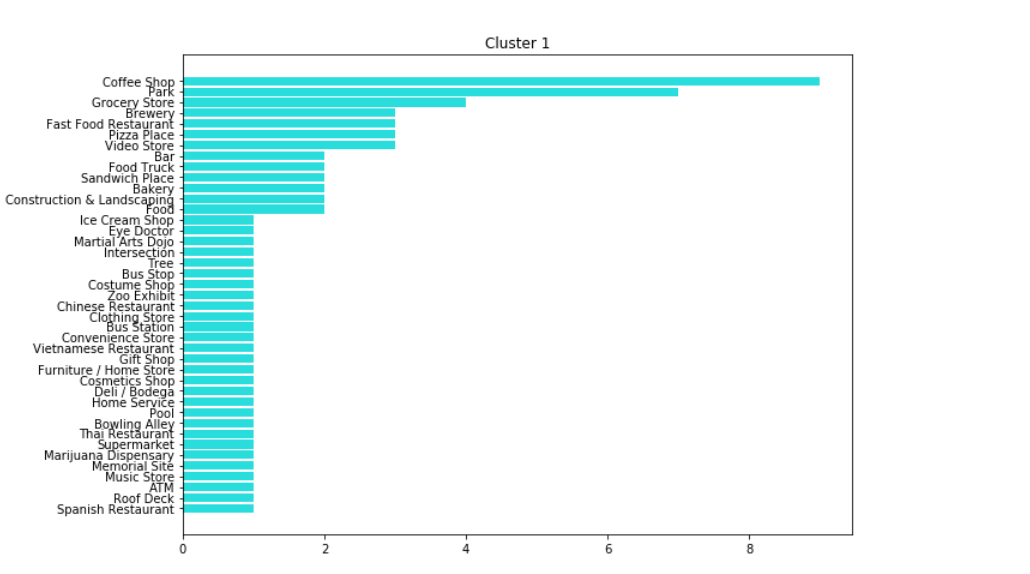 Cluster 1
Coffee Shop
Park
Grocery Store
Brewery
Fast Food Restaurant
Pizza Place
Video Store
Bar
Food Truck
Sandwich Place
Bakery
Construction & Landscaping
Food
Ice Cream Shop
Eye Doctor
Martial Arts Dojo
Intersection
Tree
Bus Stop
Costume Shop
Zoo Exhibit
Chinese Restaurant
Clothing Store
Bus Station
Convenience Store
Vietnamese Restaurant
Gift Shop
Furniture / Home Store
Cosmetics Shop
Deli / Bodega
Home Service
Pool
Bowling Alley
Thai Restaurant
Supermarket
Marijuana Dispensary
Memorial Site
Music Store
ATM
Roof Deck
Spanish Restaurant
0 2 4 6 8